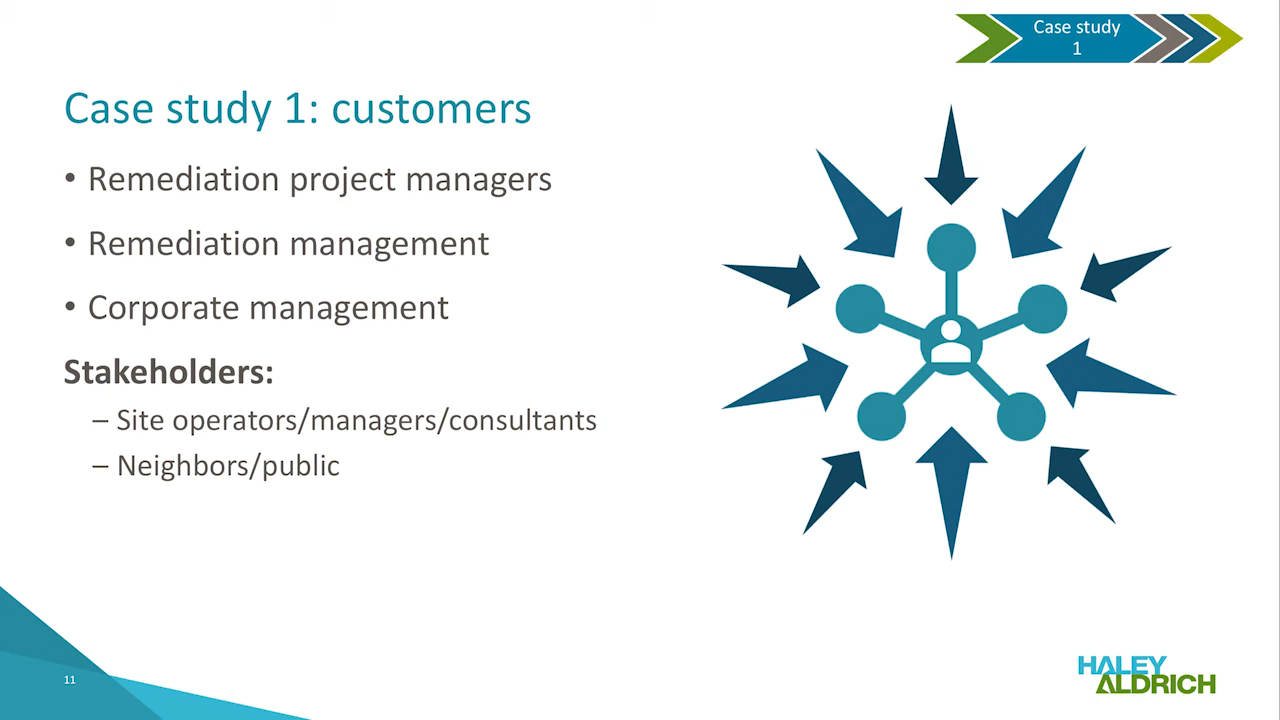 Case study
1
Case study 1: customers
• Remediation project managers
• Remediation management
• Corporate management
Stakeholders:
– Site operators/managers/consultants
– Neighbors/public
11
HALEY
ALDRICH